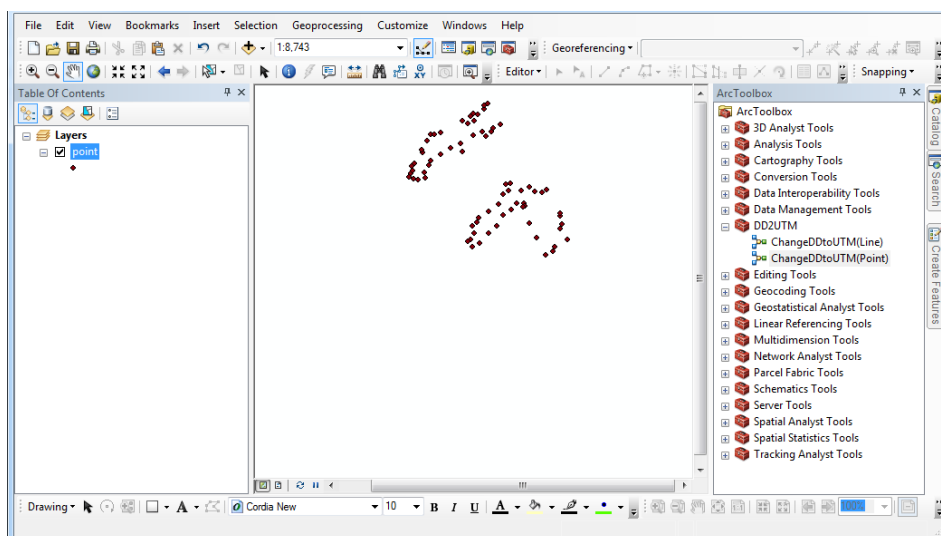 File Edit View Bookmarks Insert Selection Geoprocessing Customize Windows Help
1:8,743 Georeferencing
Editor Snapping
Table Of Contents
Layers
point
ArcToolbox
ArcToolbox
3D Analyst Tools
Analysis Tools
Cartography Tools
Conversion Tools
Data Interoperability Tools
Data Management Tools
DD2UTM
ChangeDDtoUTM(Line)
ChangeDDtoUTM(Point)
Editing Tools
Geocoding Tools
Geostatistical Analyst Tools
Linear Referencing Tools
Multidimension Tools
Network Analyst Tools
Parcel Fabric Tools
Schematics Tools
Server Tools
Spatial Analyst Tools
Spatial Statistics Tools
Tracking Analyst Tools
Catalog
Search
Create Features
Drawing A Cordia New 10 B I U A 100%